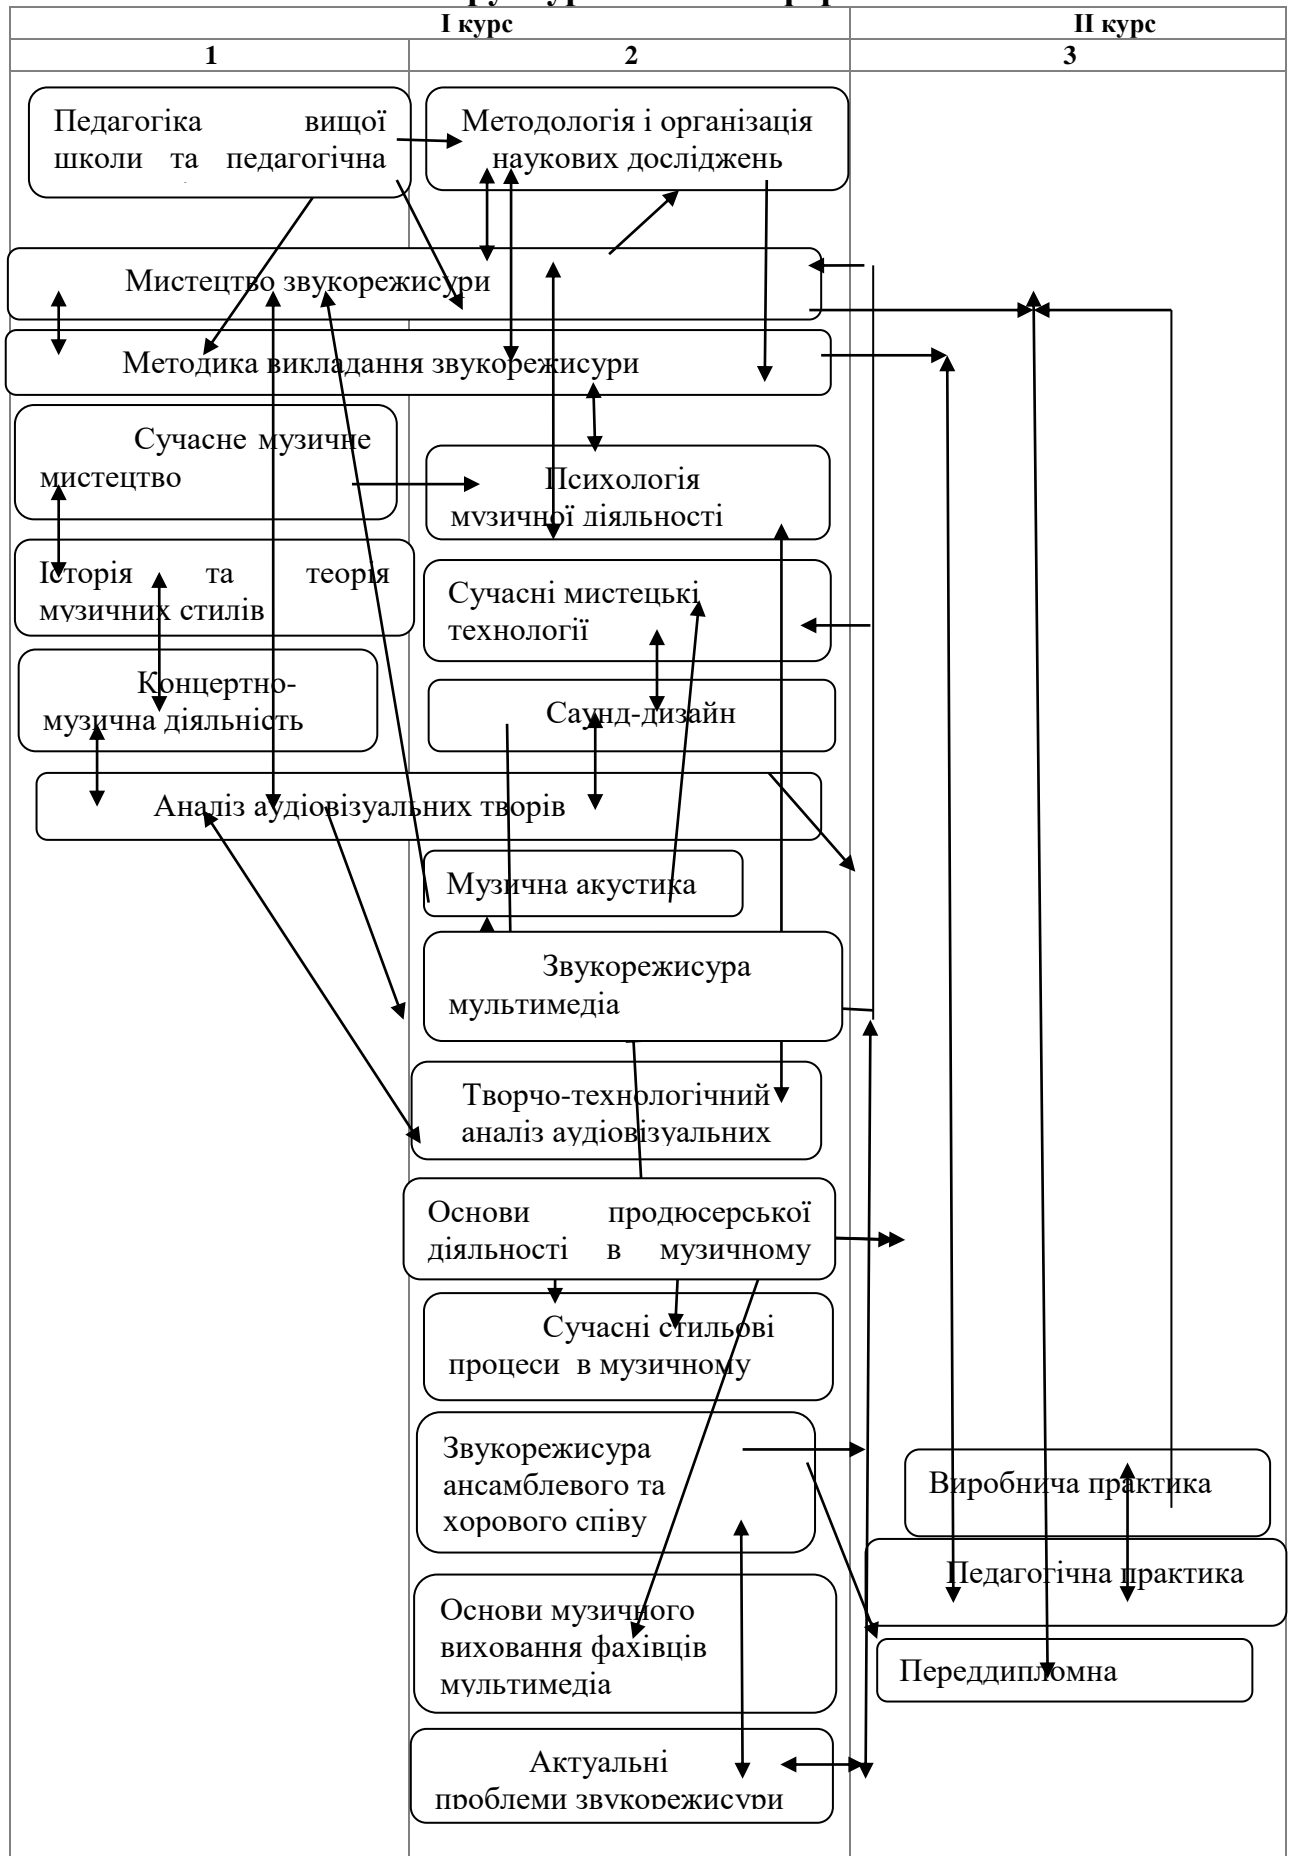 І курс
ІІ курс
1
2
3
Педагогіка вищої
школи та педагогічна
Методологія і організація
наукових досліджень
Мистецтво звукорежисури
Методика викладання звукорежисури
Сучасне музичне
мистецтво
Психологія
музичної діяльності
Історія та теорія
музичних стилів
Сучасні мистецькі
технології
Концертно-
музична діяльність
Саунд-дизайн
Аналіз аудіовізуальних творів
Музична акустика
Звукорежисура
мультимедіа
Творчо-технологічний
аналіз аудіовізуальних
Основи продюсерської
діяльності в музичному
Сучасні стильові
процеси в музичному
Звукорежисура
ансамблевого та
хорового співу
Виробнича практика
Педагогічна практика
Основи музичного
виховання фахівців
мультимедіа
Переддипломна
Актуальні
проблеми звукорежисури